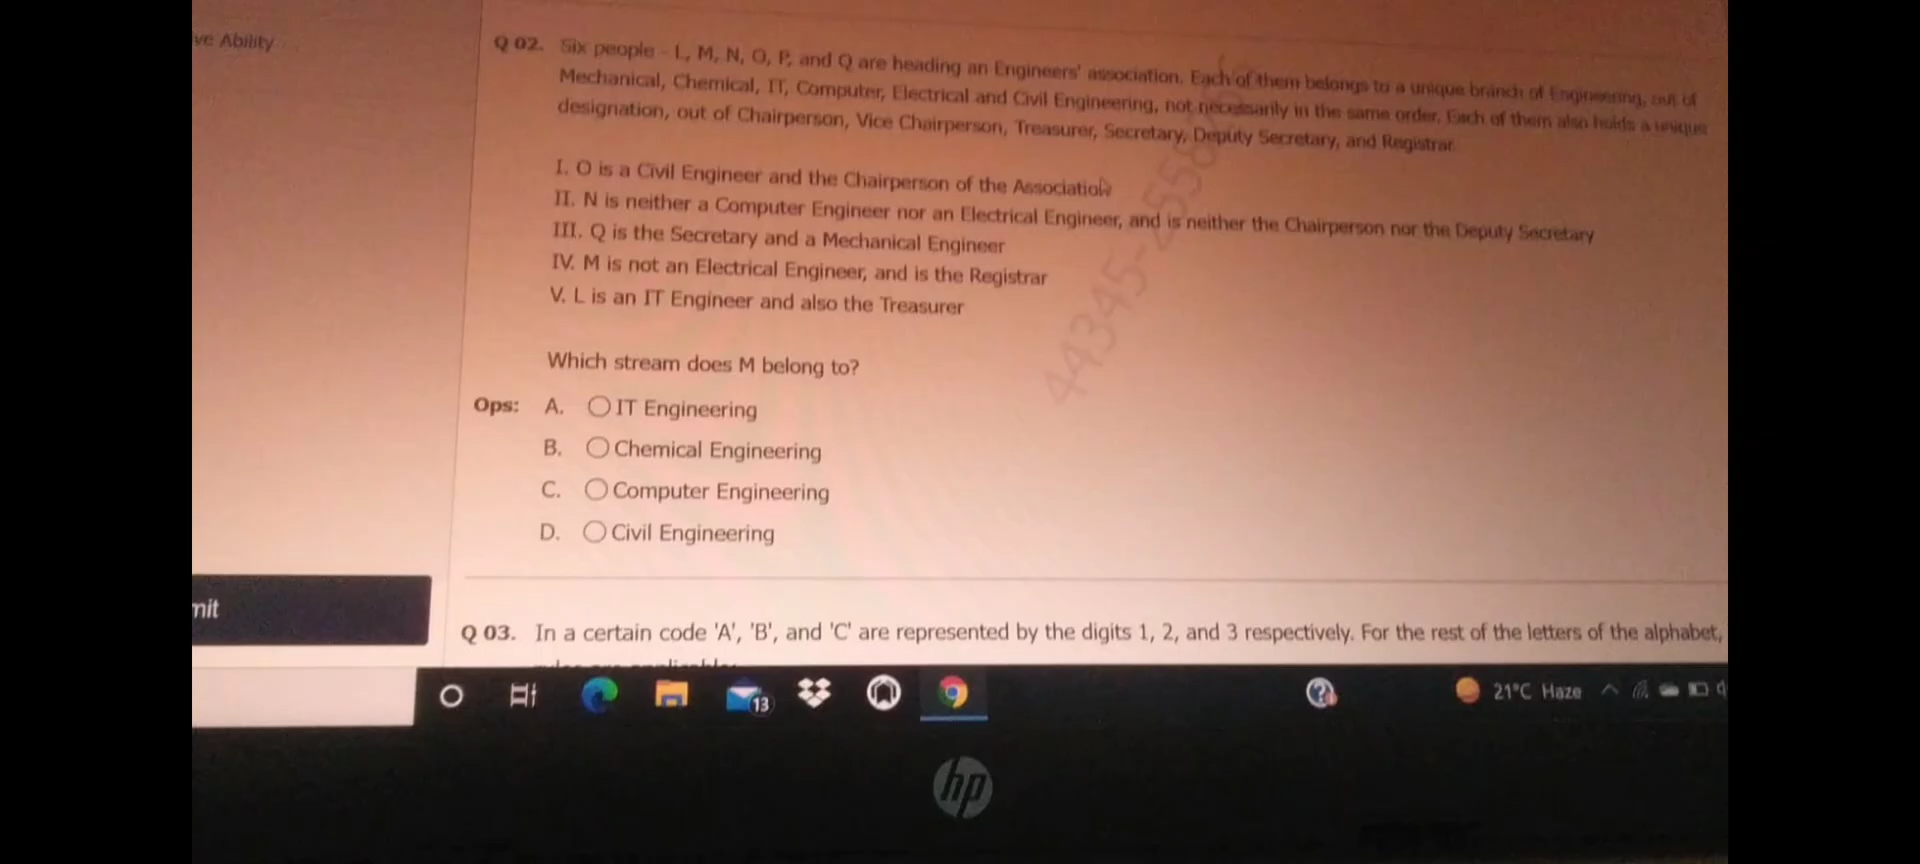 ve Ability
Q 02. Six people - L, M, N, O, P, and Q are heading an Engineers' association. Each of them belongs to a unique branch of Engineering, out of
Mechanical, Chemical, IT, Computer, Electrical and Civil Engineering, not necessarily in the same order. Each of them also holds a unique
designation, out of Chairperson, Vice Chairperson, Treasurer, Secretary, Deputy Secretary, and Registrar
I. O is a Civil Engineer and the Chairperson of the Association
II. N is neither a Computer Engineer nor an Electrical Engineer, and is neither the Chairperson nor the Deputy Secretary
III. Q is the Secretary and a Mechanical Engineer
IV. M is not an Electrical Engineer, and is the Registrar
V. L is an IT Engineer and also the Treasurer
Which stream does M belong to?
Ops: A. IT Engineering
B. Chemical Engineering
C. Computer Engineering
D. Civil Engineering
mit
Q 03. In a certain code 'A', 'B', and 'C' are represented by the digits 1, 2, and 3 respectively. For the rest of the letters of the alphabet,
13
21°C Haze
hp